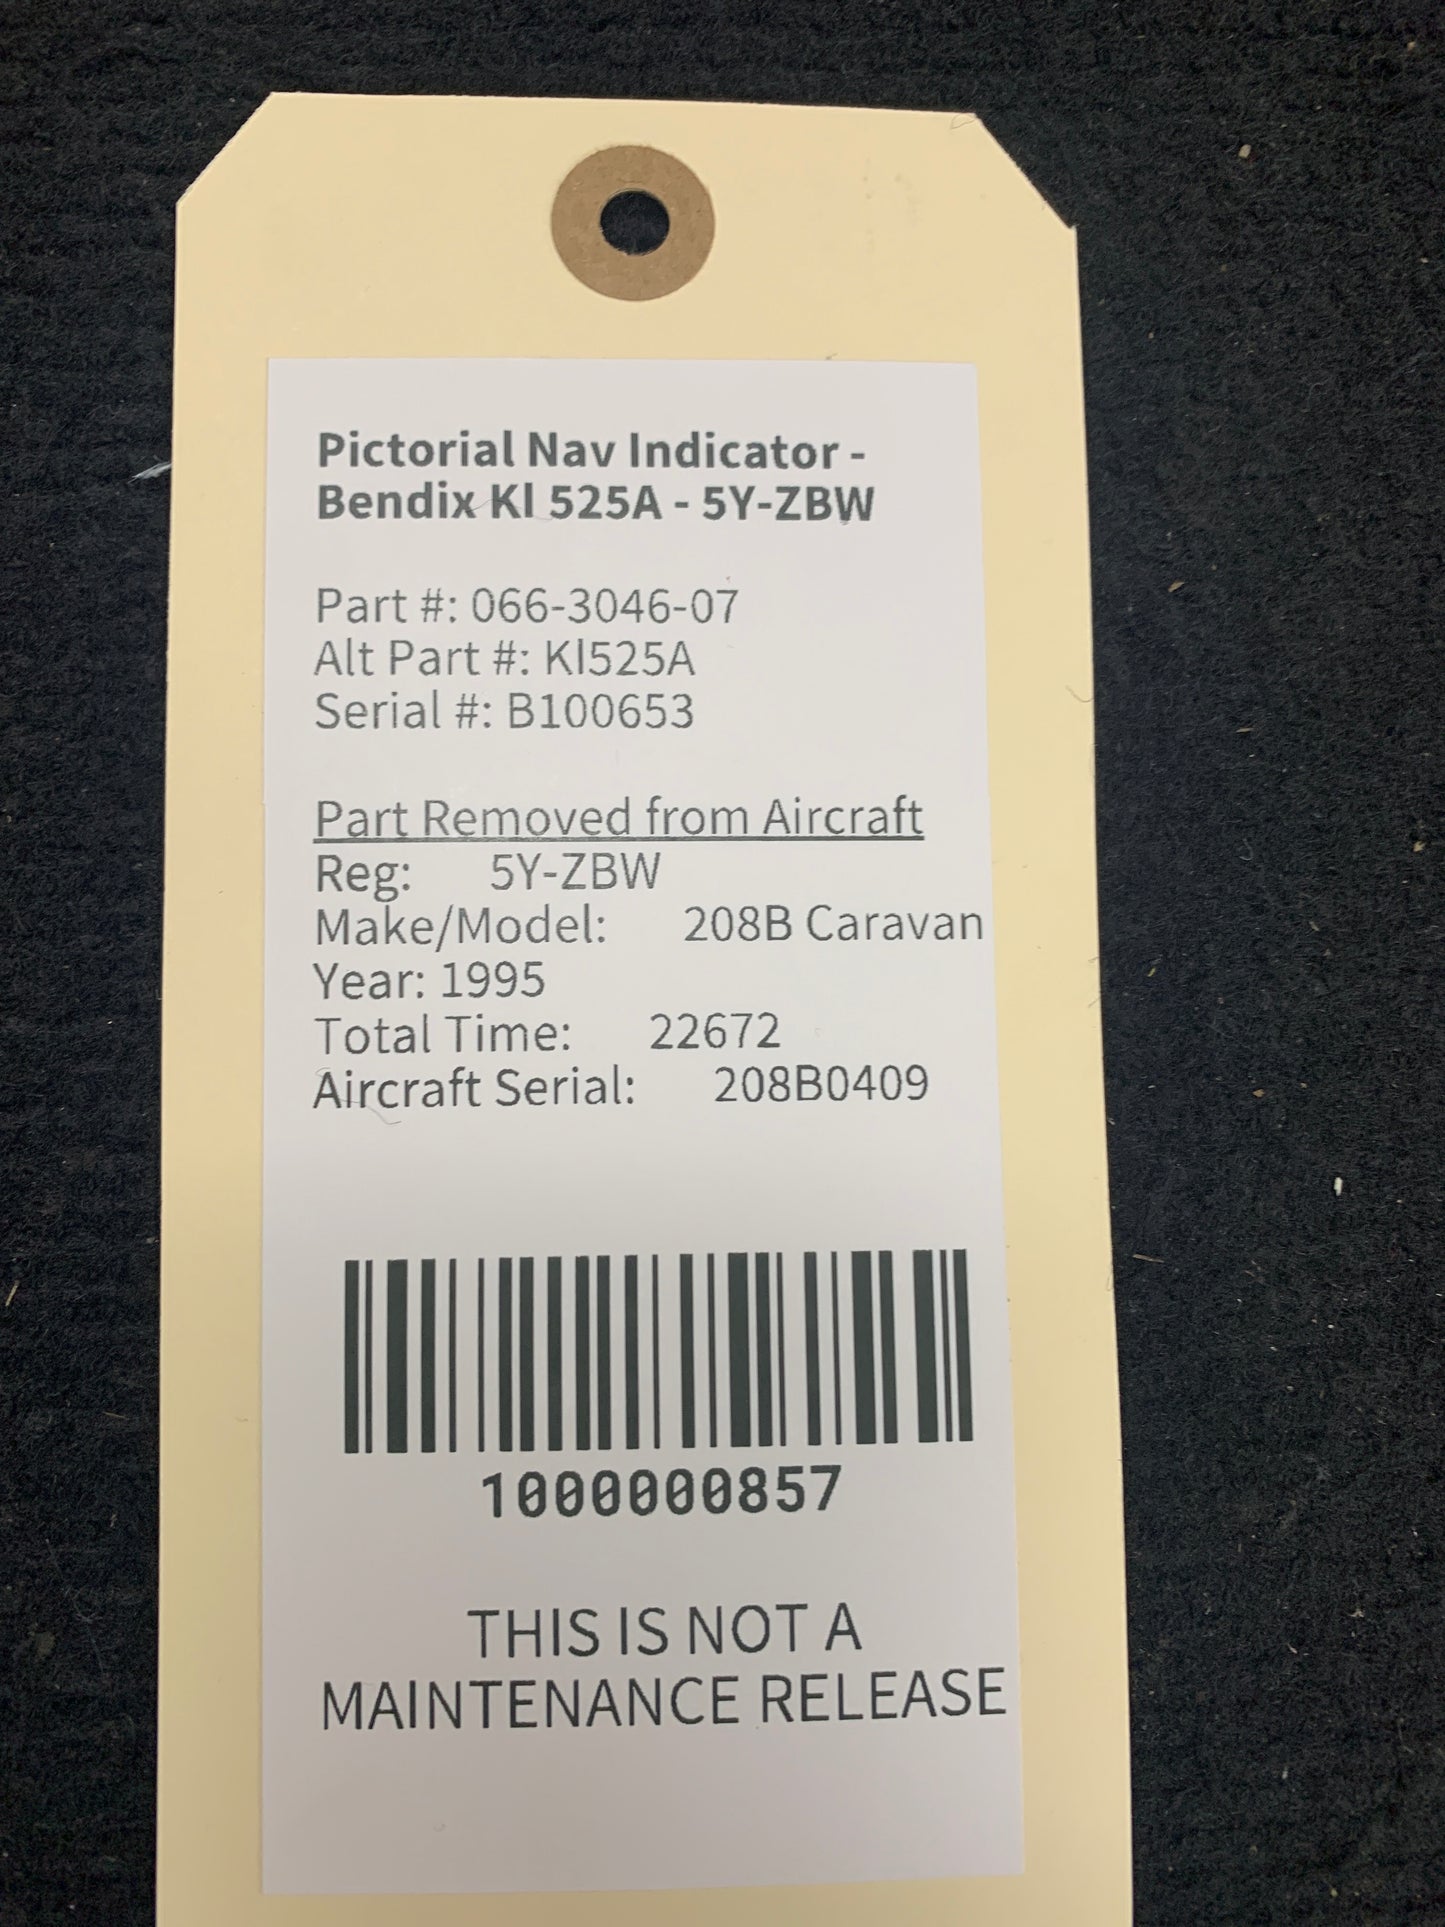 Pictorial Nav Indicator -
Bendix KI 525A - 5Y-ZBW
Part #: 066-3046-07
Alt Part #: KI525A
Serial #: B100653
Part Removed from Aircraft
Reg: 5Y-ZBW
Make/Model: 208B Caravan
Year: 1995
Total Time: 22672
Aircraft Serial: 208B0409
1000000857
THIS IS NOT A
MAINTENANCE RELEASE